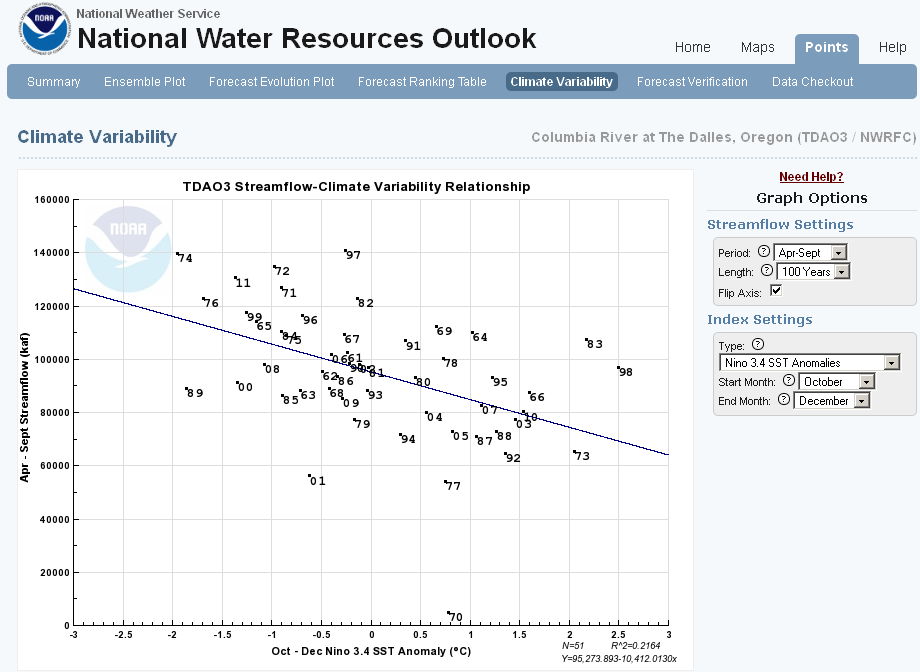 National Weather Service
NOAA
National Water Resources Outlook
Home Maps Points Help
Summary Ensemble Plot Forecast Evolution Plot Forecast Ranking Table Climate Variability Forecast Verification Data Checkout
Climate Variability
Columbia River at The Dalles, Oregon (TDAO3 / NWRFC)
TDAO3 Streamflow-Climate Variability Relationship
160000
NOAA
140000
97
74
72
11
71
120000
76
82
99
96
65
69
84
75
67
64
91
83
100000
06
61
78
08
81
98
62
86
80
95
00
89
85
63
68
93
66
09
07
80000
04
10
79
03
94
05
88
87
92
73
60000
01
77
40000
20000
70
0
-3 -2.5 -2 -1.5 -1 -0.5 0 0.5 1 1.5 2 2.5 3
Apr - Sept Streamflow (kaf)
Oct - Dec Nino 3.4 SST Anomaly (°C)
N=51 R^2=0.2164
Y=95,273.893-10,412.0130x
Need Help?
Graph Options
Streamflow Settings
Period: ? Apr-Sept
Length: ? 100 Years
Flip Axis:
Index Settings
Type: ?
Nino 3.4 SST Anomalies
Start Month: ? October
End Month: ? December